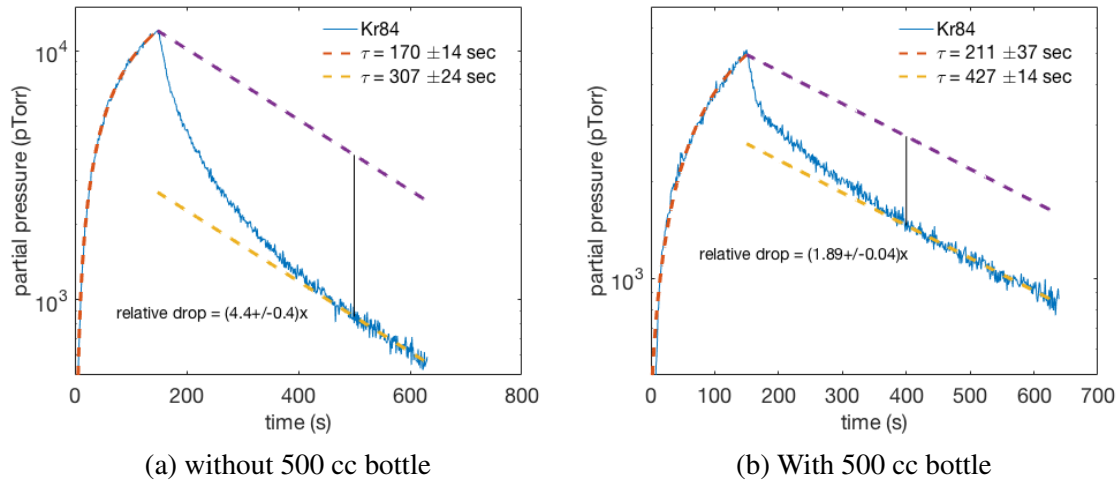 Kr84
τ = 170 ±14 sec
τ = 307 ±24 sec
relative drop = (4.4+/-0.4)x
partial pressure (pTorr)
10^4
10^3
0 200 400 600 800
time (s)
(a) without 500 cc bottle
Kr84
τ = 211 ±37 sec
τ = 427 ±14 sec
relative drop = (1.89+/-0.04)x
partial pressure (pTorr)
10^3
0 100 200 300 400 500 600 700
time (s)
(b) With 500 cc bottle